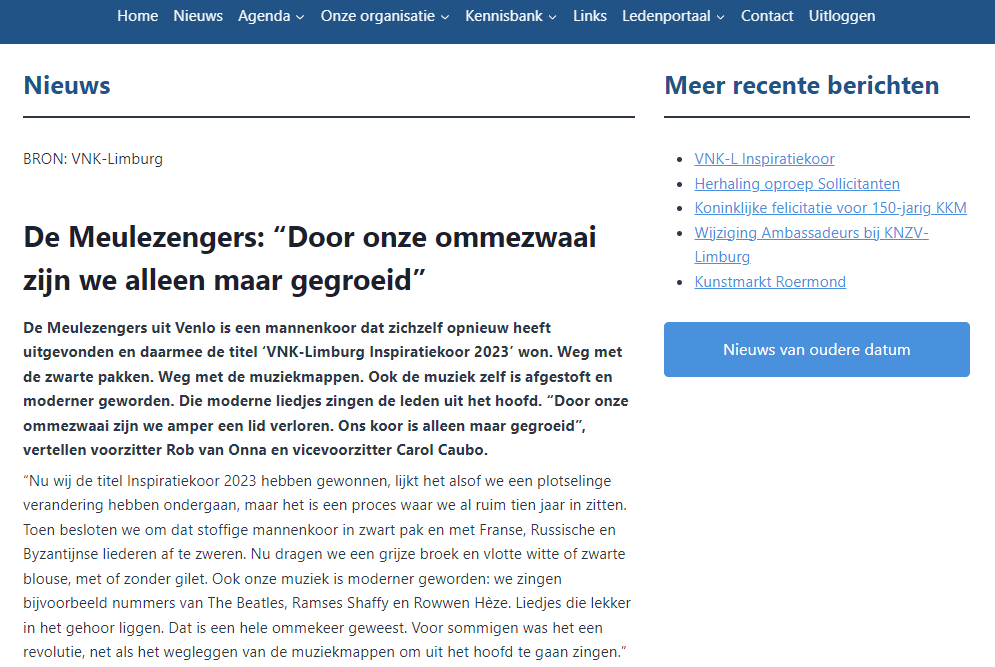 Home Nieuws Agenda Onze organisatie Kennisbank Links Ledenportaal Contact Uitloggen
Nieuws
BRON: VNK-Limburg
De Meulezengers: “Door onze ommezwaai
zijn we alleen maar gegroeid”
De Meulezengers uit Venlo is een mannenkoor dat zichzelf opnieuw heeft
uitgevonden en daarmee de titel ‘VNK-Limburg Inspiratiekoor 2023’ won. Weg met
de zwarte pakken. Weg met de muziekmappen. Ook de muziek zelf is afgestoft en
moderner geworden. Die moderne liedjes zingen de leden uit het hoofd. “Door onze
ommezwaai zijn we amper een lid verloren. Ons koor is alleen maar gegroeid”,
vertellen voorzitter Rob van Onna en vicevoorzitter Carol Caubo.
“Nu wij de titel Inspiratiekoor 2023 hebben gewonnen, lijkt het alsof we een plotselinge
verandering hebben ondergaan, maar het is een proces waar we al ruim tien jaar in zitten.
Toen besloten we om dat stoffige mannenkoor in zwart pak en met Franse, Russische en
Byzantijnse liederen af te zweren. Nu dragen we een grijze broek en vlotte witte of zwarte
blouse, met of zonder gilet. Ook onze muziek is moderner geworden: we zingen
bijvoorbeeld nummers van The Beatles, Ramses Shaffy en Rowwen Hèze. Liedjes die lekker
in het gehoor liggen. Dat is een hele ommekeer geweest. Voor sommigen was het een
revolutie, net als het wegleggen van de muziekmappen om uit het hoofd te gaan zingen.”
Meer recente berichten
VNK-L Inspiratiekoor
Herhaling oproep Sollicitanten
Koninklijke felicitatie voor 150-jarig KKM
Wijziging Ambassadeurs bij KNZV-
Limburg
Kunstmarkt Roermond
Nieuws van oudere datum